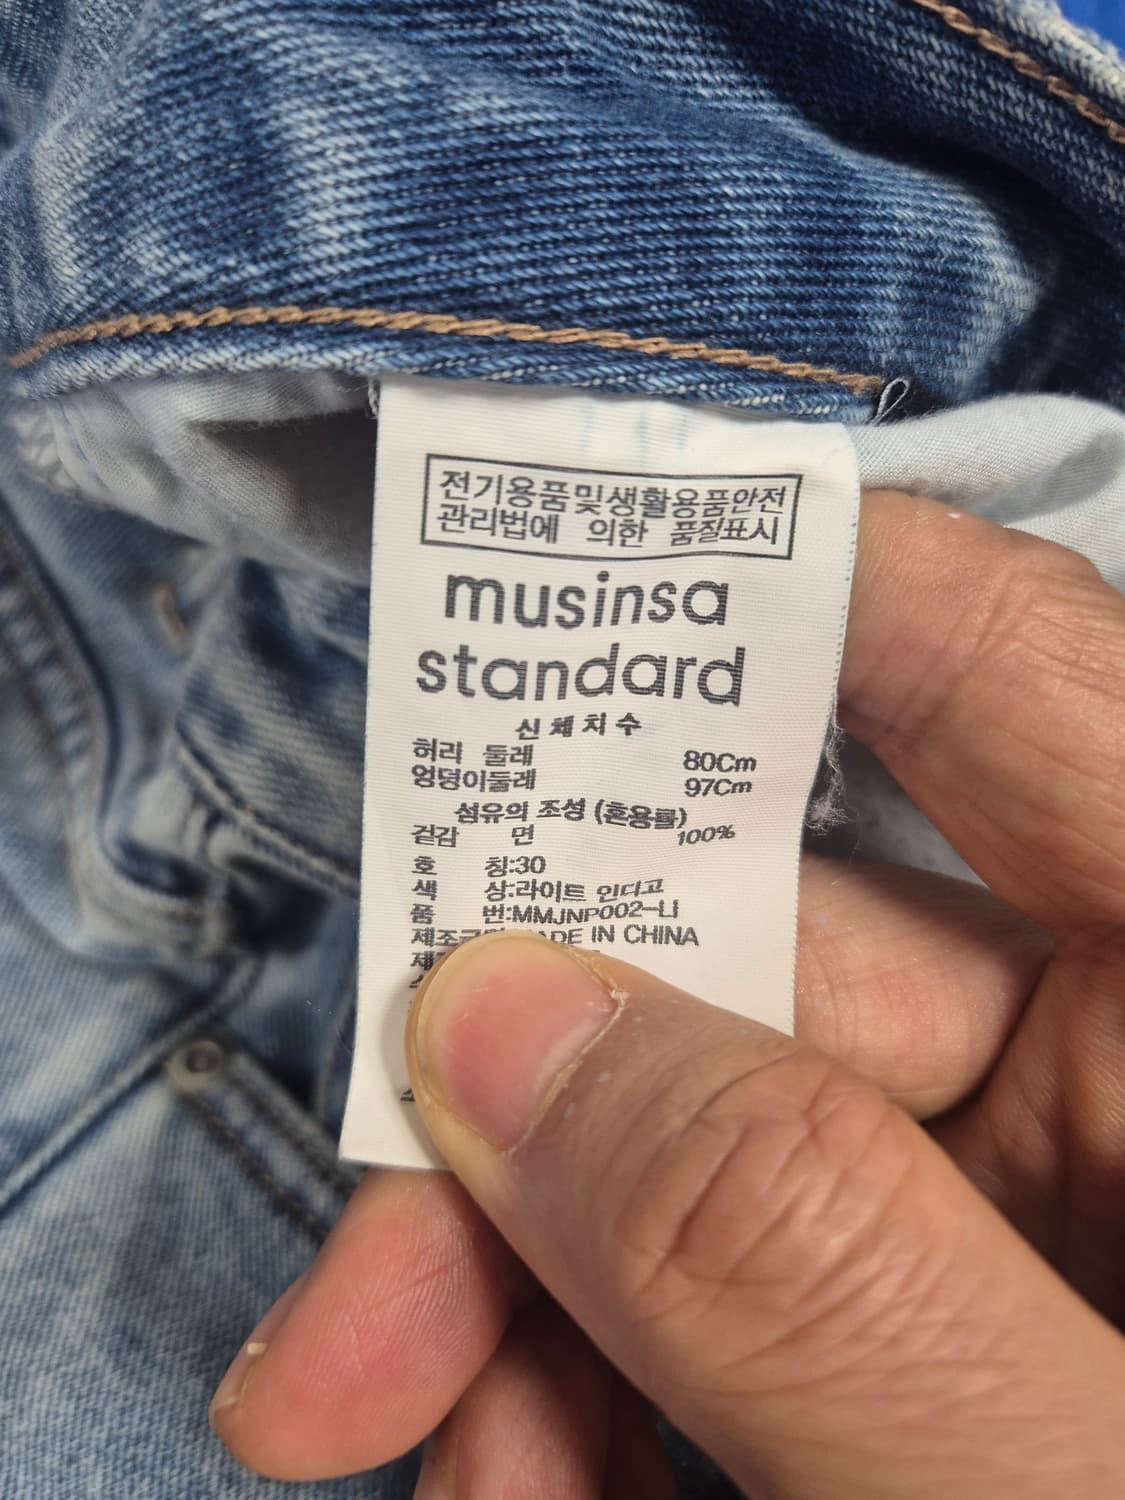 전기용품및생활용품안전
관리법에 의한 품질표시
musinsa
standard
신체치수
허리 둘레 80Cm
엉덩이둘레 97Cm
섬유의 조성 (혼용률)
겉감 면 100%
호 칭:30
색 상:라이트 인디고
품 번:MMJNP002-LI
IN CHINA